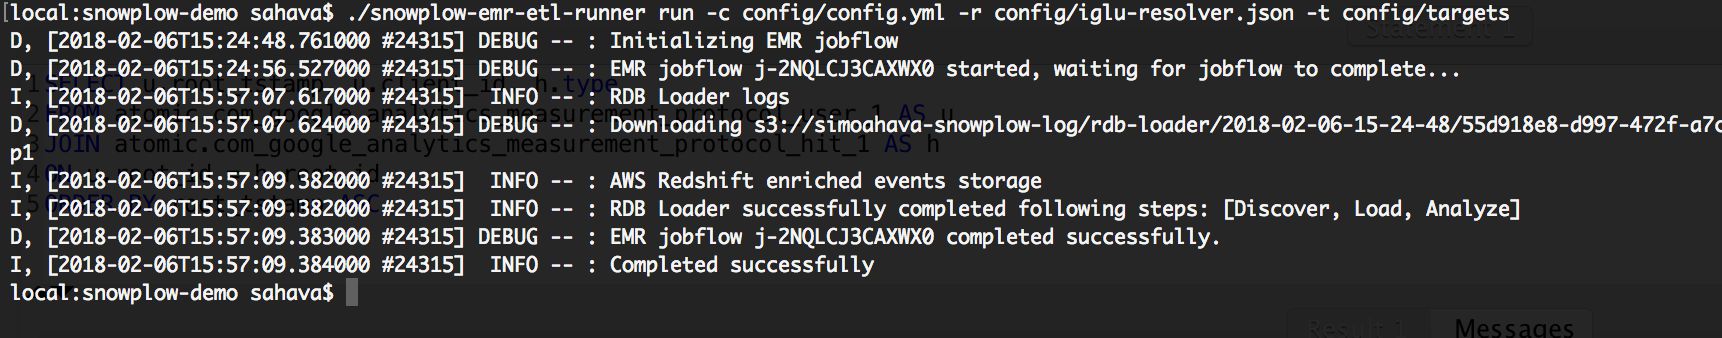 [local:snowplow-demo sahava$ ./snowplow-emr-etl-runner run -c config/config.yml -r config/iglu-resolver.json -t config/targets
D, [2018-02-06T15:24:48.761000 #24315] DEBUG -- : Initializing EMR jobflow
D, [2018-02-06T15:24:56.527000 #24315] DEBUG -- : EMR jobflow j-2NQLCJ3CAXWX0 started, waiting for jobflow to complete...
I, [2018-02-06T15:57:07.617000 #24315]  INFO -- : RDB Loader logs
D, [2018-02-06T15:57:07.624000 #24315] DEBUG -- : Downloading s3://simoahava-snowplow-log/rdb-loader/2018-02-06-15-24-48/55d918e8-d997-472f-a7c
JOIN atomic.com_google_analytics_measurement_protocol_hit_1 AS h
p1
I, [2018-02-06T15:57:09.382000 #24315]  INFO -- : AWS Redshift enriched events storage
I, [2018-02-06T15:57:09.382000 #24315]  INFO -- : RDB Loader successfully completed following steps: [Discover, Load, Analyze]
D, [2018-02-06T15:57:09.383000 #24315] DEBUG -- : EMR jobflow j-2NQLCJ3CAXWX0 completed successfully.
I, [2018-02-06T15:57:09.384000 #24315]  INFO -- : Completed successfully
local:snowplow-demo sahava$
Result 1 Messages